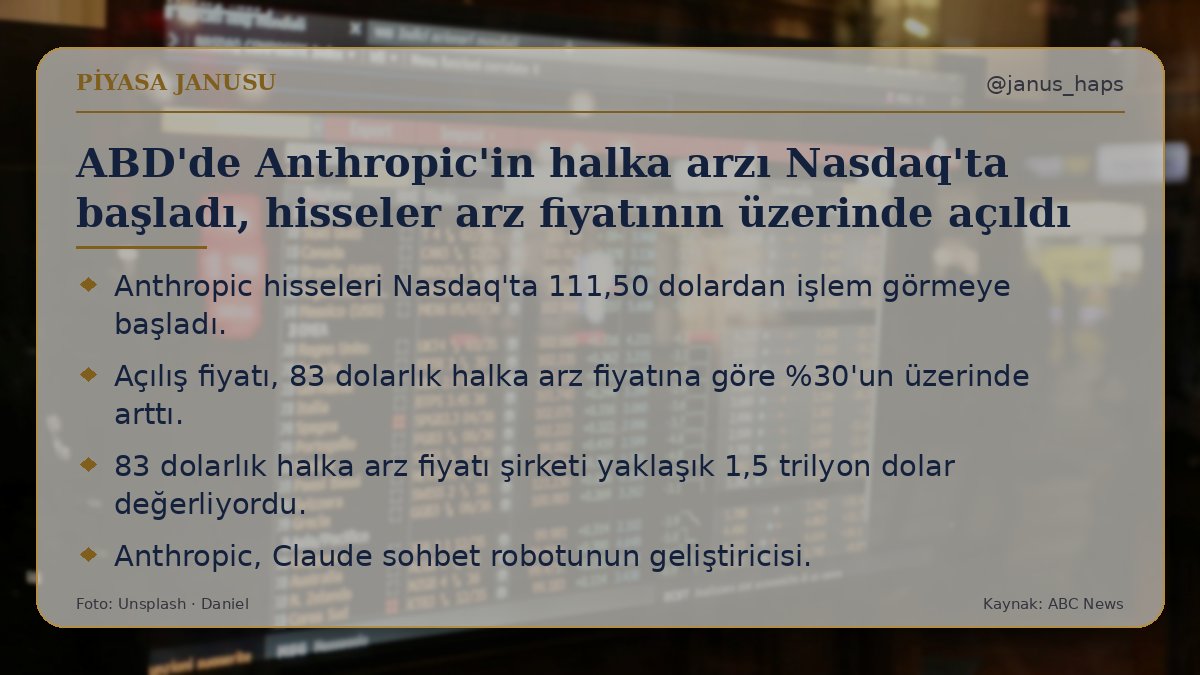 PİYASA JANUSU
@janus_haps
ABD'de Anthropic'in halka arzı Nasdaq'ta
başladı, hisseler arz fiyatının üzerinde açıldı
Anthropic hisseleri Nasdaq'ta 111,50 dolardan işlem görmeye
başladı.
Açılış fiyatı, 83 dolarlık halka arz fiyatına göre %30'un üzerinde
arttı.
83 dolarlık halka arz fiyatı şirketi yaklaşık 1,5 trilyon dolar
değerliyordu.
Anthropic, Claude sohbet robotunun geliştiricisi.
Foto: Unsplash · Daniel
Kaynak: ABC News